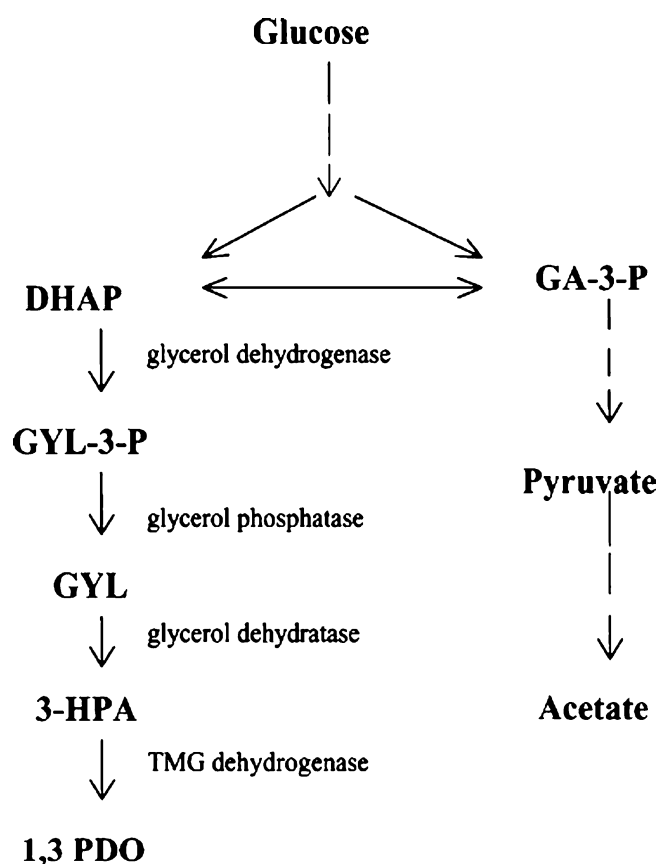 Glucose
DHAP
GA-3-P
glycerol dehydrogenase
GYL-3-P
Pyruvate
glycerol phosphatase
GYL
glycerol dehydratase
3-HPA
Acetate
TMG dehydrogenase
1,3 PDO